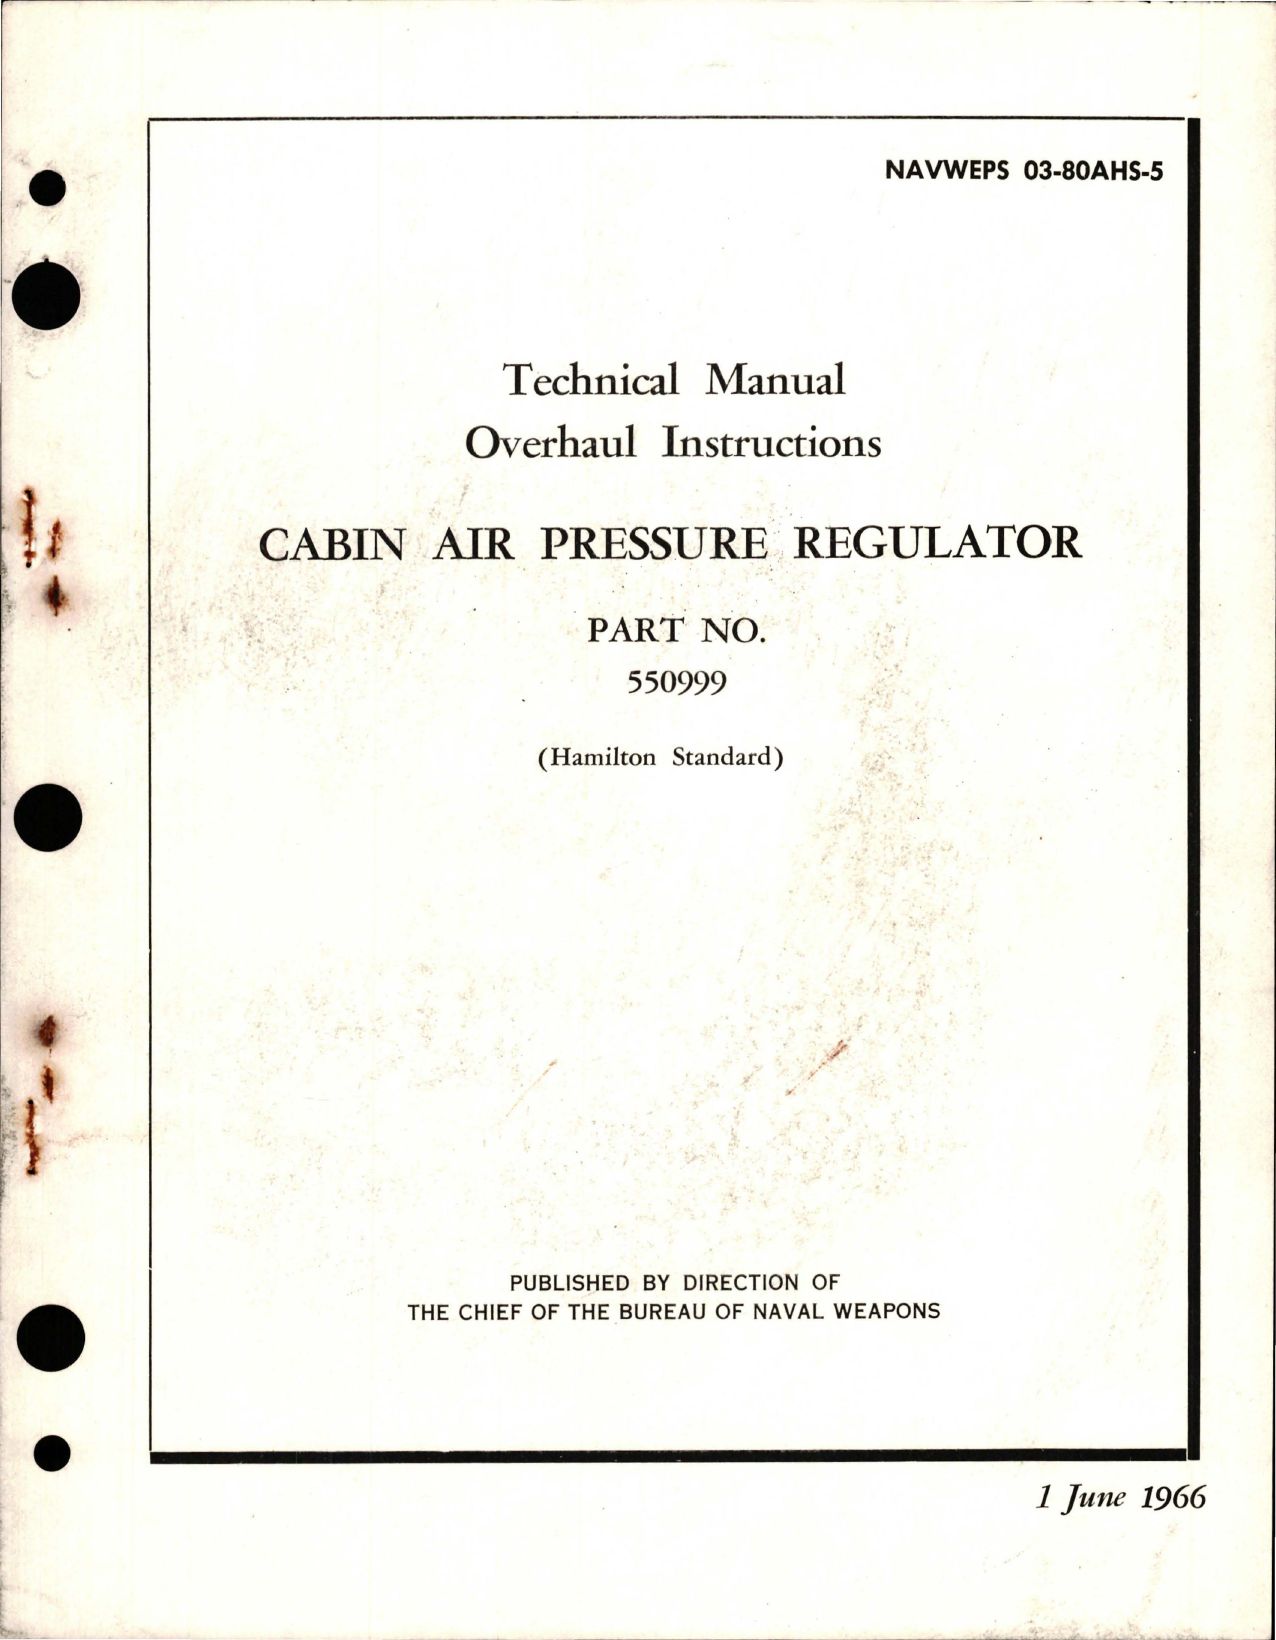 NAVWEPS 03-80AHS-5
Technical Manual
Overhaul Instructions
CABIN AIR PRESSURE REGULATOR
PART NO.
550999
(Hamilton Standard)
PUBLISHED BY DIRECTION OF
THE CHIEF OF THE BUREAU OF NAVAL WEAPONS
1 June 1966